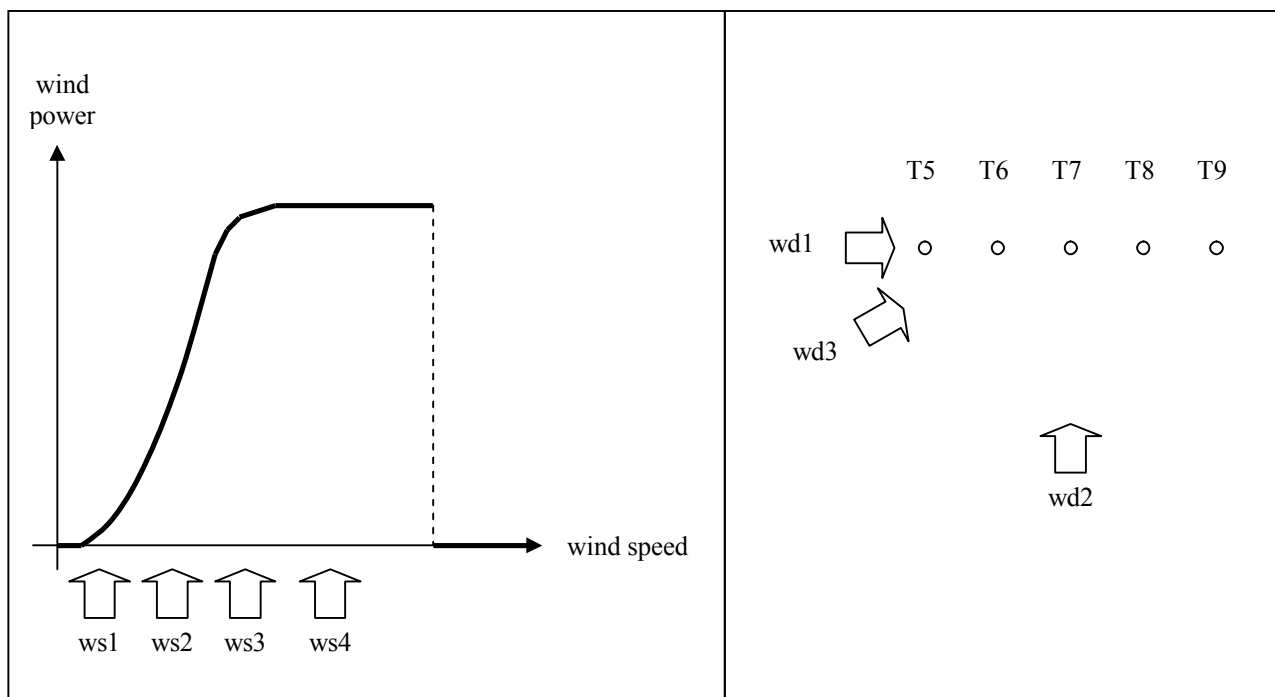 wind
power
wind speed
ws1 ws2 ws3 ws4
T5 T6 T7 T8 T9
wd1
wd3
wd2